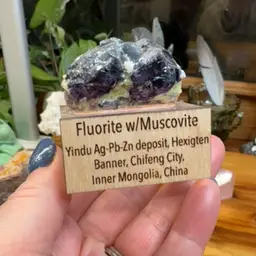 Fluorite w/Muscovite
Yindu Ag-Pb-Zn deposit, Hexigten
Banner, Chifeng City,
Inner Mongolia, China